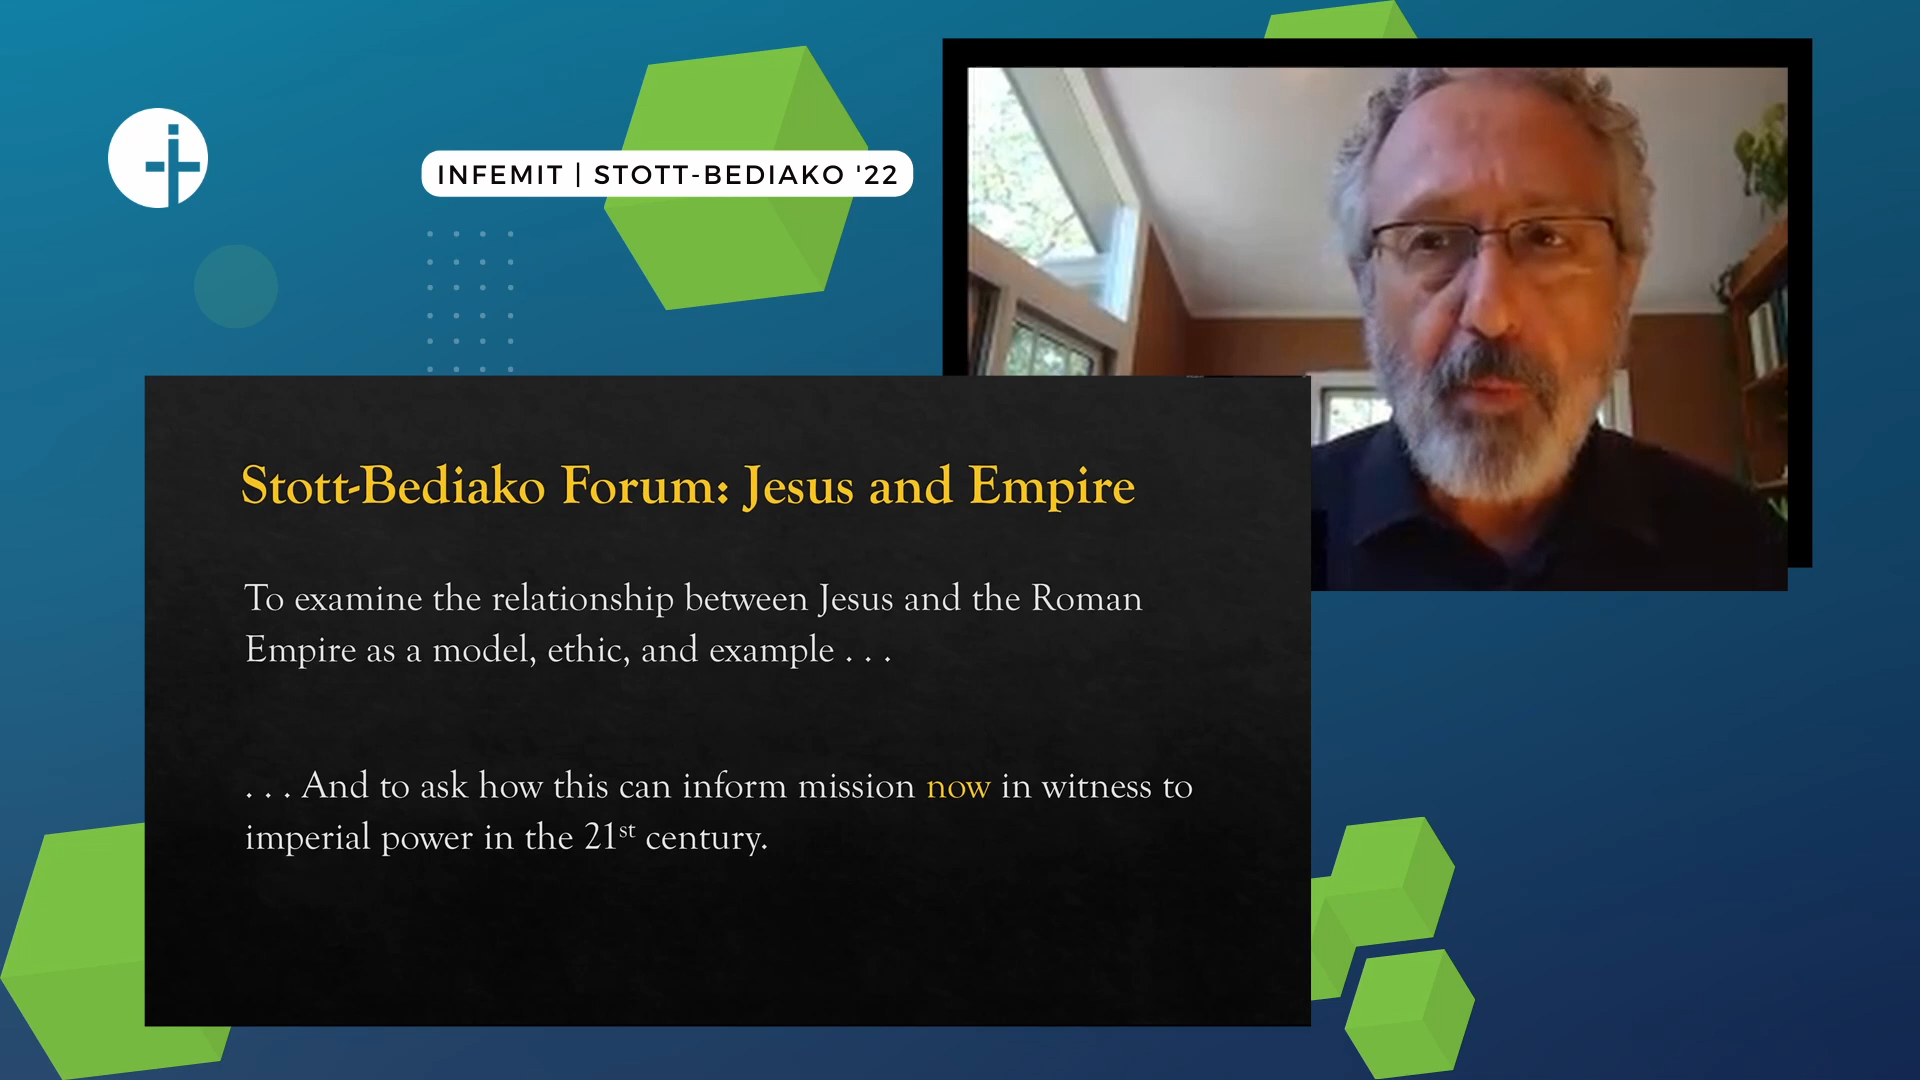 INFEMIT | STOTT-BEDIAKO '22
Stott-Bediako Forum: Jesus and Empire
To examine the relationship between Jesus and the Roman
Empire as a model, ethic, and example . . .
. . . And to ask how this can inform mission now in witness to
imperial power in the 21st century.